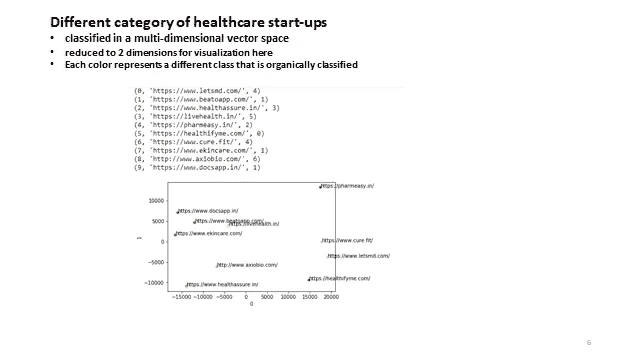 Different category of healthcare start-ups
• classified in a multi-dimensional vector space
• reduced to 2 dimensions for visualization here
• Each color represents a different class that is organically classified
(0, 'https://www.letsmd.com/', 4)
(1, 'https://www.beatoapp.com/', 1)
(2, 'https://www.healthassure.in/', 3)
(3, 'https://livehealth.in/', 5)
(4, 'https://pharmeasy.in/', 2)
(5, 'https://healthifyme.com/', 0)
(6, 'https://www.cure.fit/', 4)
(7, 'https://www.ekincare.com/', 1)
(8, 'http://www.axiobio.com/', 6)
(9, 'https://www.docsapp.in/', 1)
https://pharmeasy.in/
10000
https://www.docsapp.in/
5000
https://www.beatoapp.com/
https://livehealth.in/
https://www.ekincare.com/
0
https://www.cure.fit/
1
https://www.letsmd.com/
-5000
http://www.axiobio.com/
https://healthifyme.com/
-10000
https://www.healthassure.in/
-15000 -10000 -5000 0 5000 10000 15000 20000
0
6